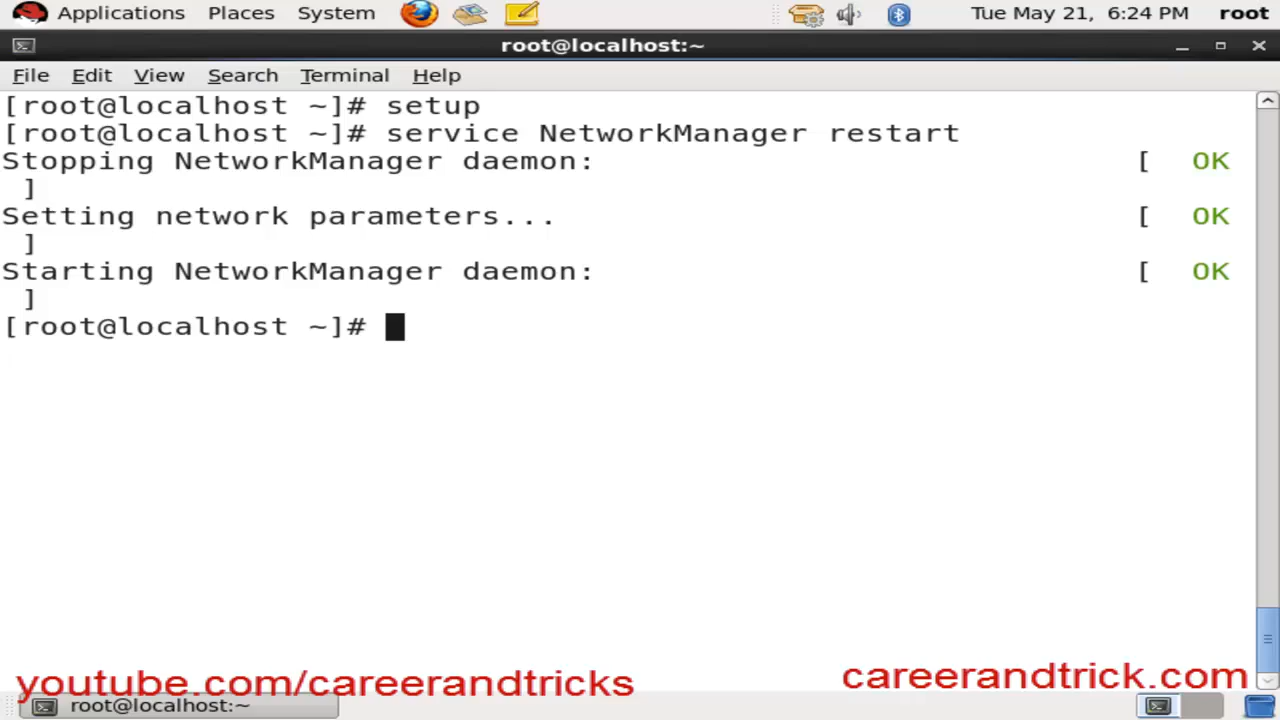 Applications Places System Tue May 21, 6:24 PM root
root@localhost:~
File Edit View Search Terminal Help
[root@localhost ~]# setup
[root@localhost ~]# service NetworkManager restart
Stopping NetworkManager daemon: [ OK
]
Setting network parameters... [ OK
]
Starting NetworkManager daemon: [ OK
]
[root@localhost ~]#
youtube.com/careerandtricks careerandtrick.com
root@localhost:~